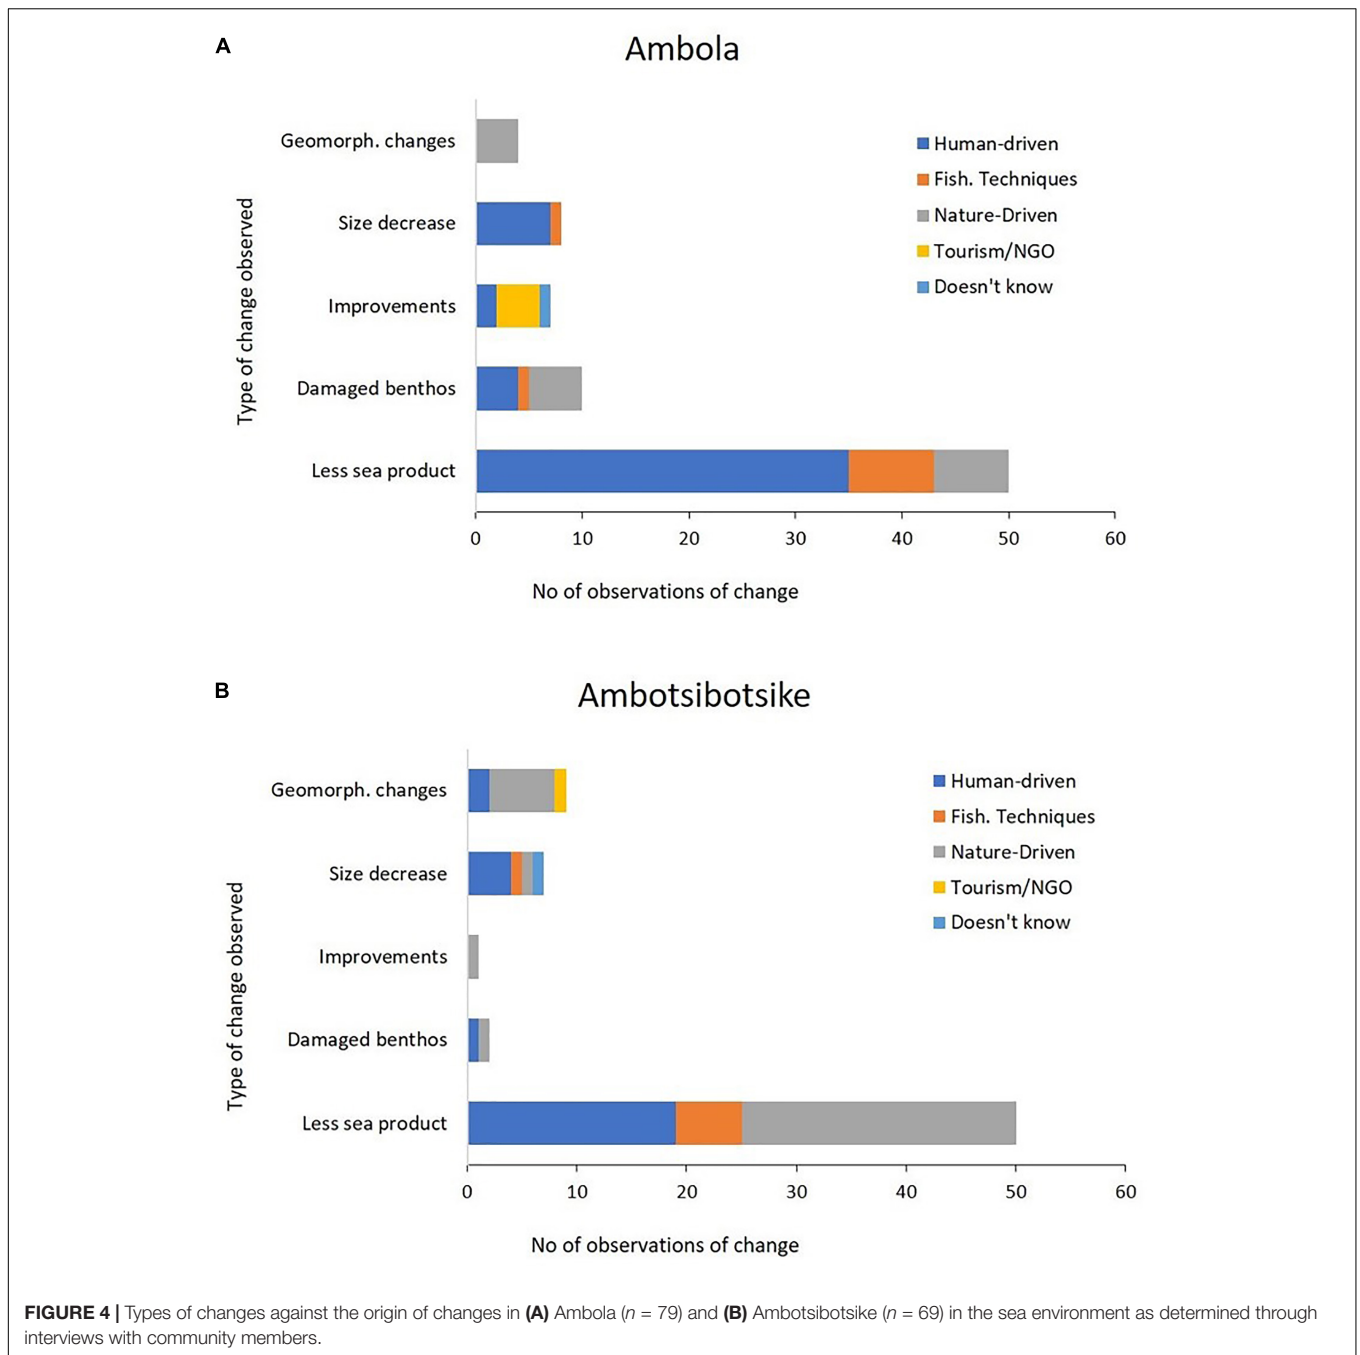 A
Ambola
Geomorph. changes
Size decrease
Improvements
Damaged benthos
Less sea product
Type of change observed
Human-driven
Fish. Techniques
Nature-Driven
Tourism/NGO
Doesn't know
0 10 20 30 40 50 60
No of observations of change
B
Ambotsibotsike
Geomorph. changes
Size decrease
Improvements
Damaged benthos
Less sea product
Type of change observed
Human-driven
Fish. Techniques
Nature-Driven
Tourism/NGO
Doesn't know
0 10 20 30 40 50 60
No of observations of change
FIGURE 4 | Types of changes against the origin of changes in (A) Ambola (n = 79) and (B) Ambotsibotsike (n = 69) in the sea environment as determined through
interviews with community members.